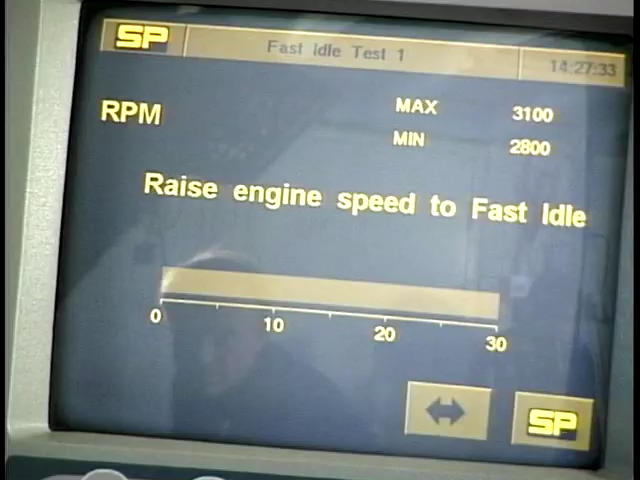 SP Fast Idle Test 1 14:27:33
RPM MAX 3100
MIN 2800
Raise engine speed to Fast Idle
0 10 20 30
SP